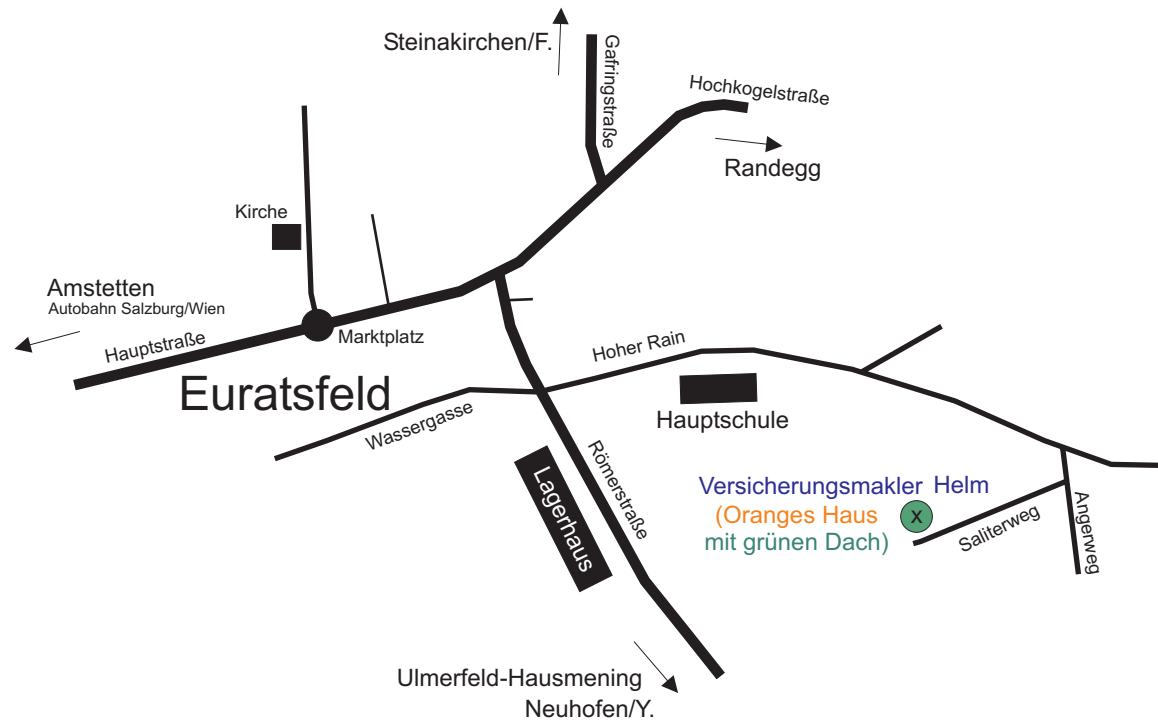 Steinakirchen/F.
Gafringstraße
Hochkogelstraße
Randegg
Kirche
Amstetten
Autobahn Salzburg/Wien
Hauptstraße
Marktplatz
Euratsfeld
Hoher Rain
Wassergasse
Hauptschule
Römerstraße
Lagerhaus
Versicherungsmakler Helm
(Oranges Haus
mit grünen Dach)
X
Saliterweg
Angerweg
Ulmerfeld-Hausmening
Neuhofen/Y.